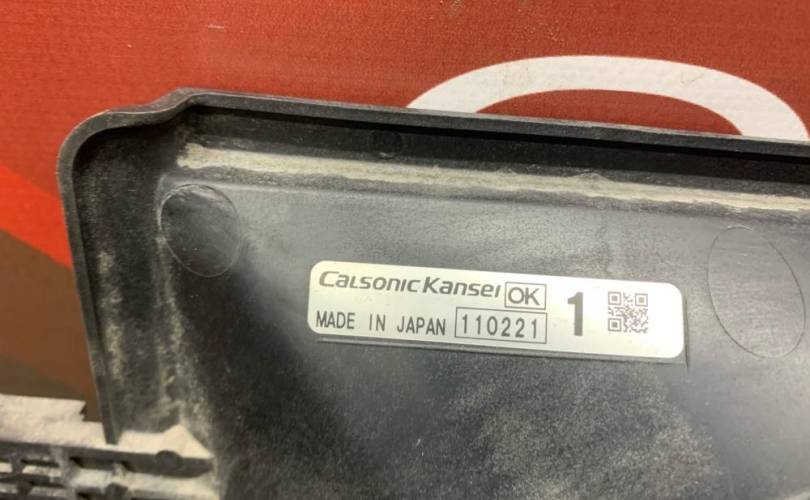 CalsonicKansei OK
MADE IN JAPAN 110221 1